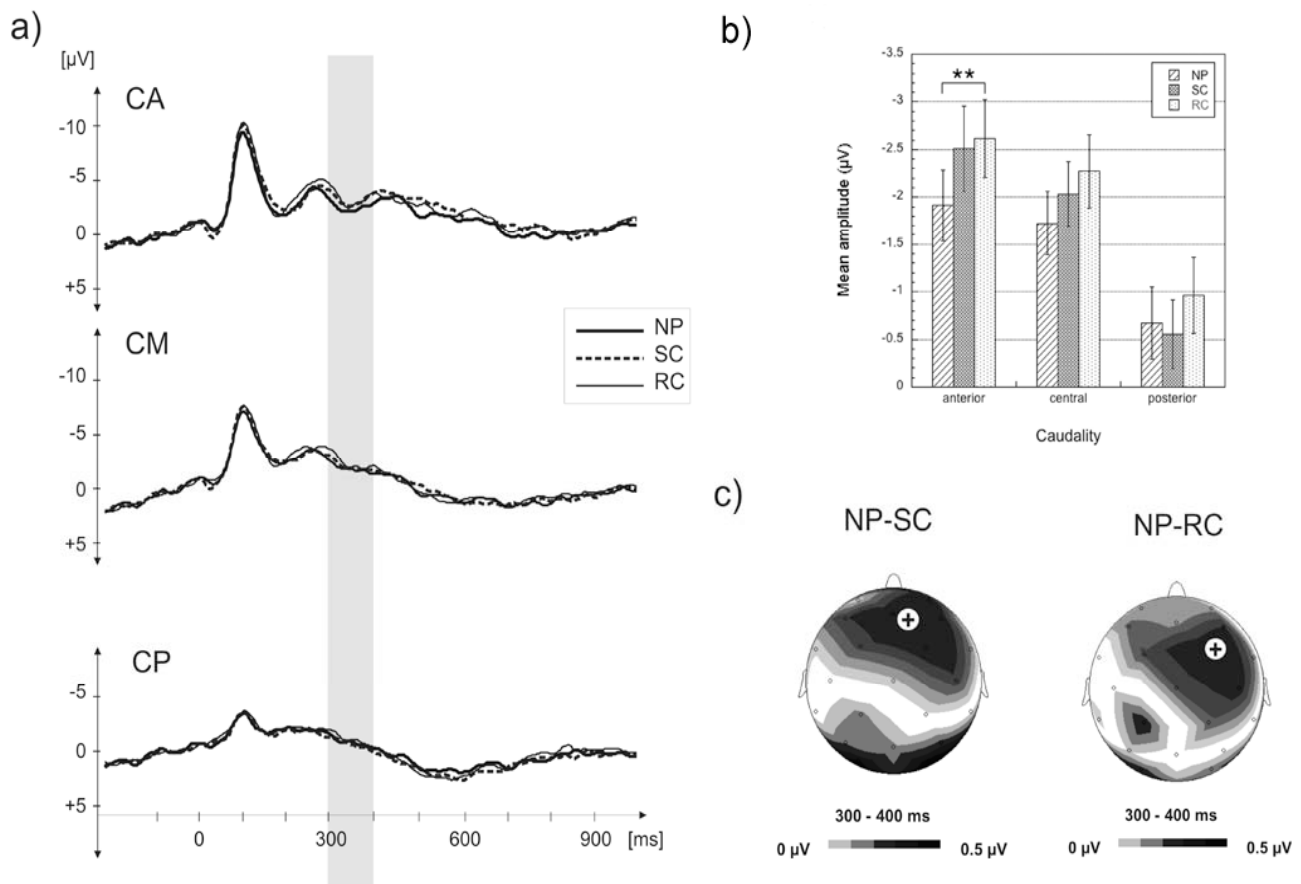 a)
[µV]
CA
-10
-5
0
+5
CM
-10
-5
0
+5
NP
SC
RC
CP
-5
0
+5
0
300
600
900
[ms]
b)
-3.5
-3
-2.5
-2
-1.5
-1
-0.5
0
Mean amplitude (µV)
**
NP
SC
RC
anterior central posterior
Caudality
c)
NP-SC NP-RC
+ +
300 - 400 ms 300 - 400 ms
0 µV 0.5 µV 0 µV 0.5 µV